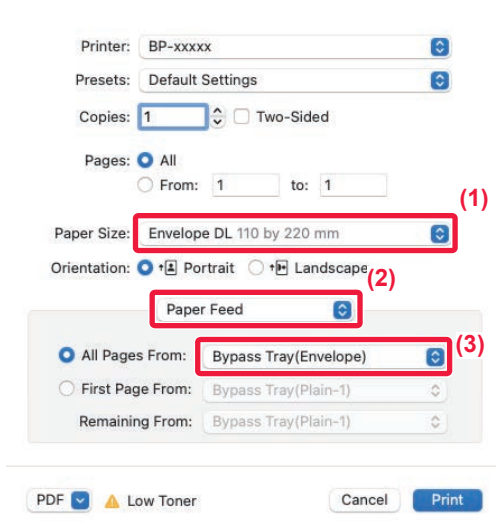 Printer: BP-xxxxx
Presets: Default Settings
Copies: 1 Two-Sided
Pages: All
From: 1 to: 1
(1)
Paper Size: Envelope DL 110 by 220 mm
Orientation: Portrait Landscape
(2)
Paper Feed
(3)
All Pages From: Bypass Tray(Envelope)
First Page From: Bypass Tray(Plain-1)
Remaining From: Bypass Tray(Plain-1)
PDF Low Toner Cancel Print